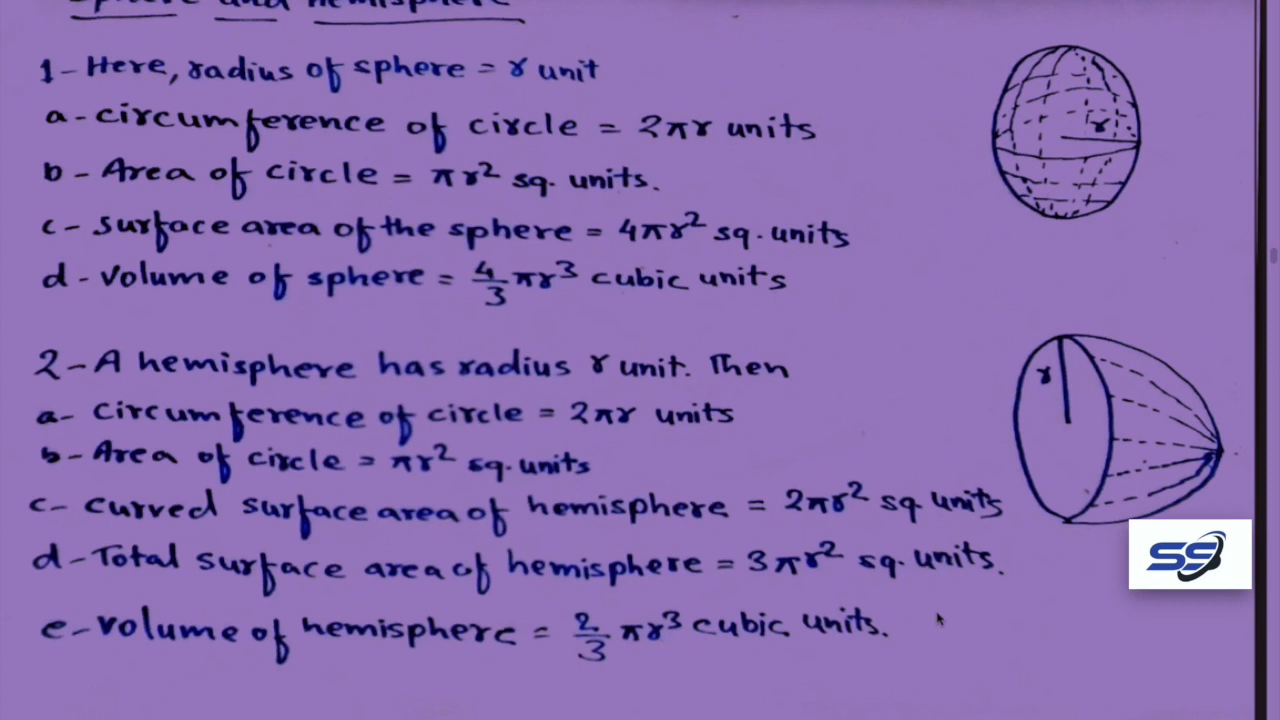 Sphere and Hemisphere
1- Here, radius of sphere = r unit
a- circumference of circle = 2πr units
b- Area of circle = πr² sq. units.
c- surface area of the sphere = 4πr² sq. units
d- volume of sphere = 4/3 πr³ cubic units
r
2- A hemisphere has radius r unit. Then
a- circumference of circle = 2πr units
b- Area of circle = πr² sq. units
c- curved surface area of hemisphere = 2πr² sq. units
d- Total surface area of hemisphere = 3πr² sq. units.
e- volume of hemisphere = 2/3 πr³ cubic units.
r
SS